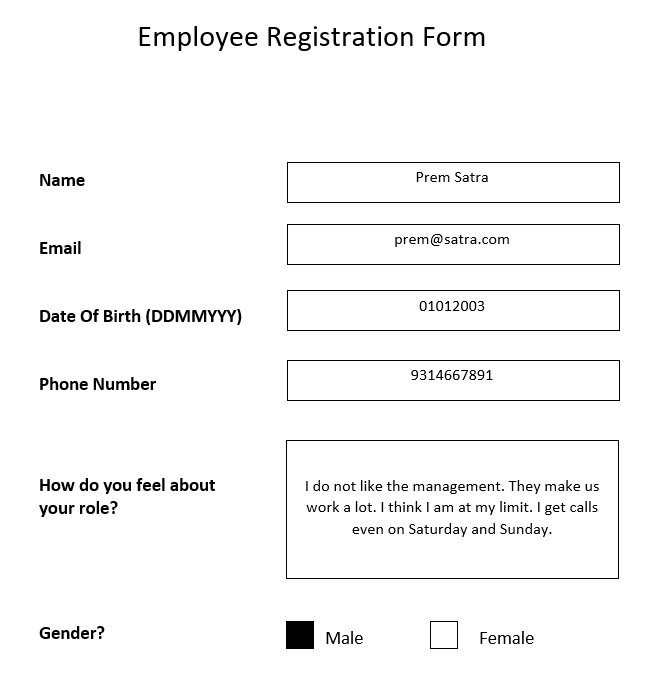 Employee Registration Form
Name
Prem Satra
Email
prem@satra.com
Date Of Birth (DDMMYYY)
01012003
Phone Number
9314667891
How do you feel about
your role?
I do not like the management. They make us
work a lot. I think I am at my limit. I get calls
even on Saturday and Sunday.
Gender?
Male
Female